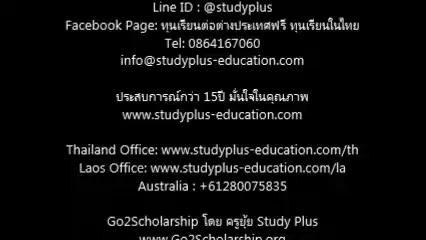 Line ID : @studyplus
Facebook Page: ทุนเรียนต่อต่างประเทศฟรี ทุนเรียนในไทย
Tel: 0864167060
info@studyplus-education.com
ประสบการณ์กว่า 15ปี มั่นใจในคุณภาพ
www.studyplus-education.com
Thailand Office: www.studyplus-education.com/th
Laos Office: www.studyplus-education.com/la
Australia : +61280075835
Go2Scholarship โดย ครูยุ้ย Study Plus
www.Go2Scholarship.org